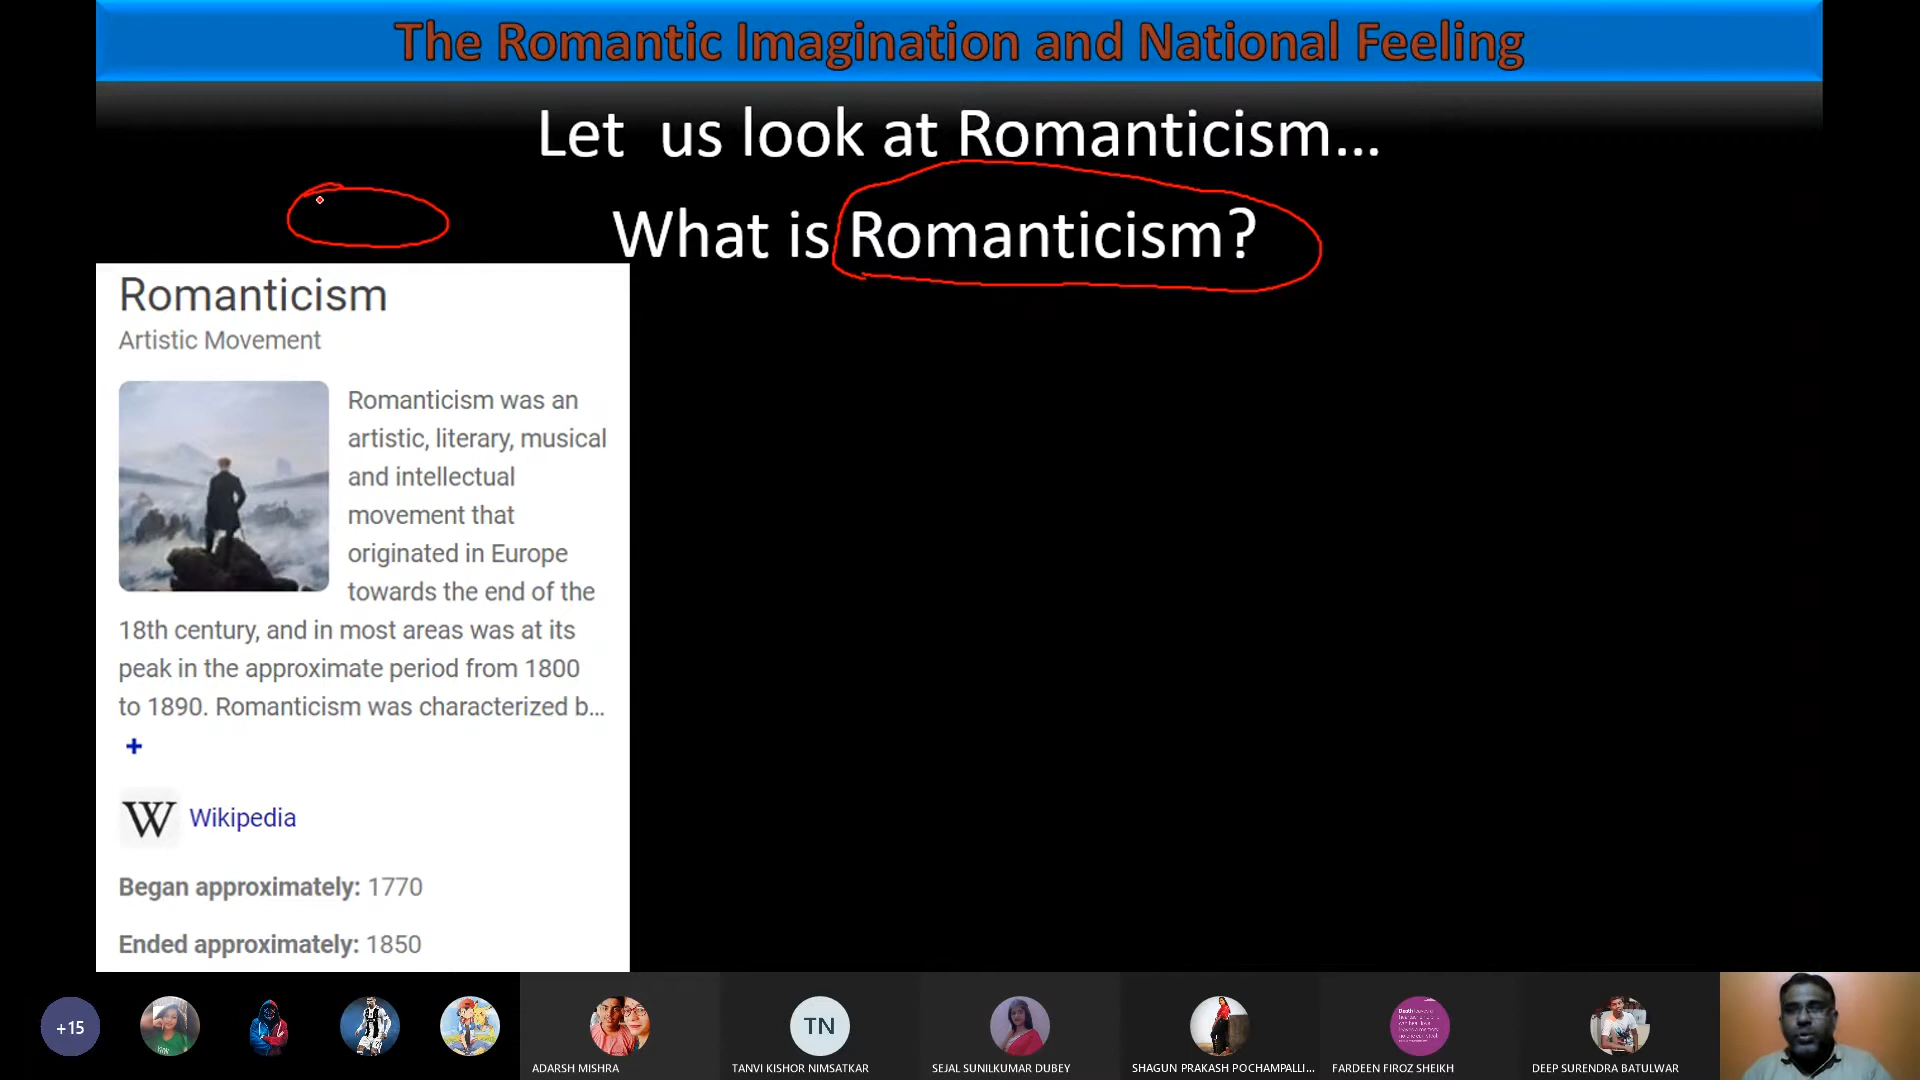 The Romantic Imagination and National Feeling
Let us look at Romanticism...
What is Romanticism?
Romanticism
Artistic Movement
Romanticism was an
artistic, literary, musical
and intellectual
movement that
originated in Europe
towards the end of the
18th century, and in most areas was at its
peak in the approximate period from 1800
to 1890. Romanticism was characterized b...
+
W Wikipedia
Began approximately: 1770
Ended approximately: 1850
+15
TN
ADARSH MISHRA
TANVI KISHOR NIMSATKAR
SEJAL SUNILKUMAR DUBEY
SHAGUN PRAKASH POCHAMPALLI...
FARDEEN FIROZ SHEIKH
DEEP SURENDRA BATULWAR